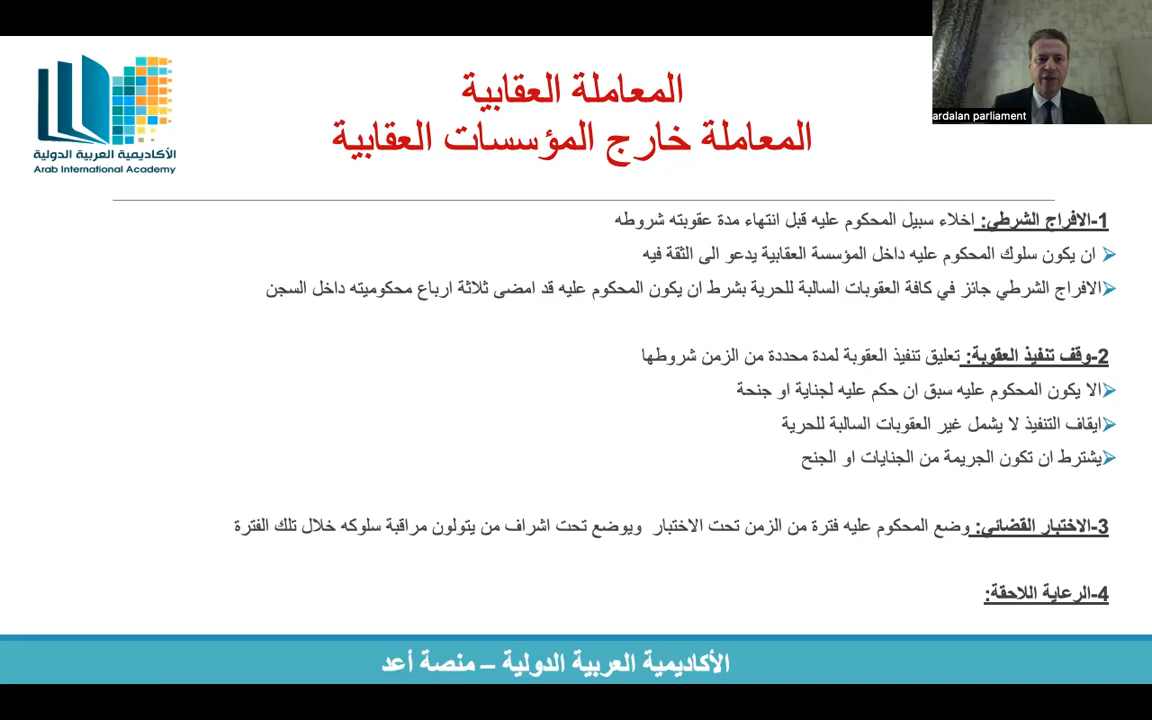 ardalan parliament
الأكاديمية العربية الدولية
Arab International Academy
المعاملة العقابية
المعاملة خارج المؤسسات العقابية
1-الافراج الشرطي: اخلاء سبيل المحكوم عليه قبل انتهاء مدة عقوبته شروطه
ان يكون سلوك المحكوم عليه داخل المؤسسة العقابية يدعو الى الثقة فيه
الافراج الشرطي جائز في كافة العقوبات السالبة للحرية بشرط ان يكون المحكوم عليه قد امضى ثلاثة ارباع محكوميته داخل السجن
2-وقف تنفيذ العقوبة: تعليق تنفيذ العقوبة لمدة محددة من الزمن شروطها
الا يكون المحكوم عليه سبق ان حكم عليه لجناية او جنحة
ايقاف التنفيذ لا يشمل غير العقوبات السالبة للحرية
يشترط ان تكون الجريمة من الجنايات او الجنح
3-الاختبار القضائي: وضع المحكوم عليه فترة من الزمن تحت الاختبار ويوضع تحت اشراف من يتولون مراقبة سلوكه خلال تلك الفترة
4-الرعاية اللاحقة:
الأكاديمية العربية الدولية – منصة أعد